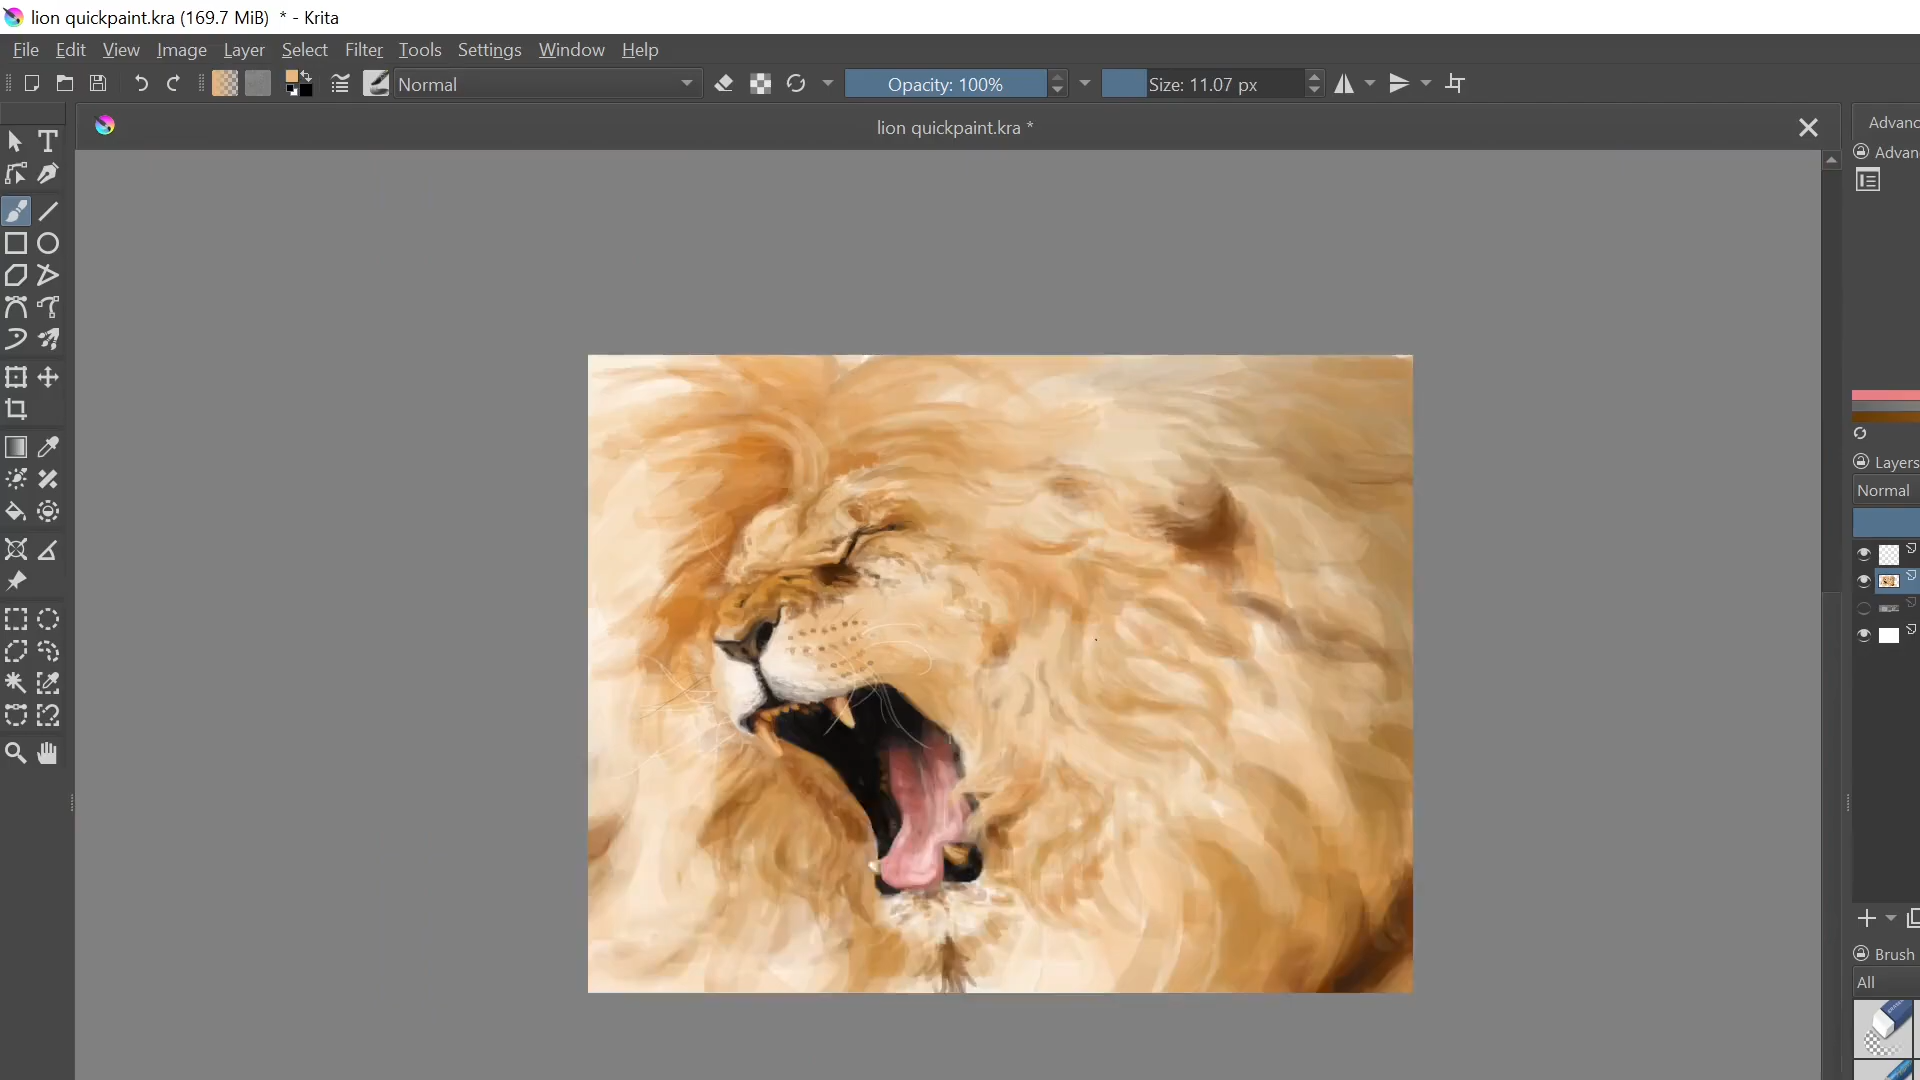 lion quickpaint.kra (169.7 MiB) * - Krita
File Edit View Image Layer Select Filter Tools Settings Window Help
Normal Opacity: 100% Size: 11.07 px
lion quickpaint.kra *
Advanc
Advan
Layers
Normal
Brush
All